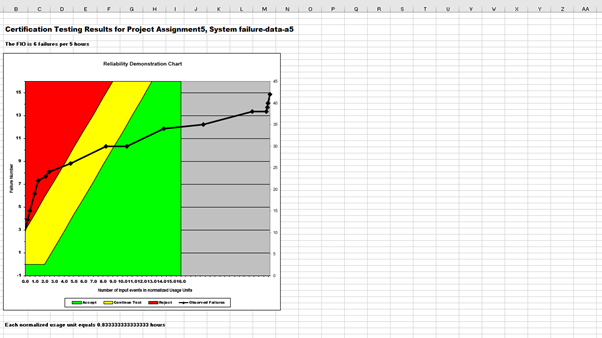 B C D E F G H I J K L M N O P Q R S T U V W X Y Z AA
Certification Testing Results for Project Assignment5, System failure-data-a5
The FIO is 6 failures per 5 hours
Reliability Demonstration Chart
15
13
11
9
7
5
3
1
-1
45
40
35
30
25
20
15
10
5
0
Failure Number
0.0 1.0 2.0 3.0 4.0 5.0 6.0 7.0 8.0 9.0 10.0 11.0 12.0 13.0 14.0 15.0 16.0
Number of Input events in normalized Usage Units
Accept Continue Test Reject Observed Failures
Each normalized usage unit equals 0.833333333333333 hours